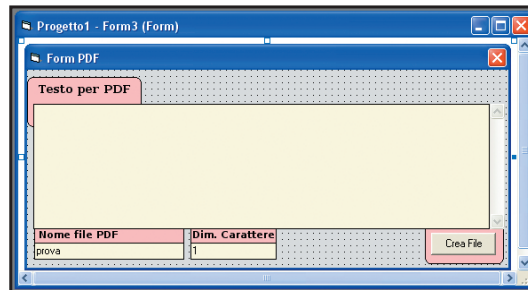 Progetto1 - Form3 (Form)
Form PDF
Testo per PDF
Nome file PDF
Dim. Carattere
prova
1
Crea File